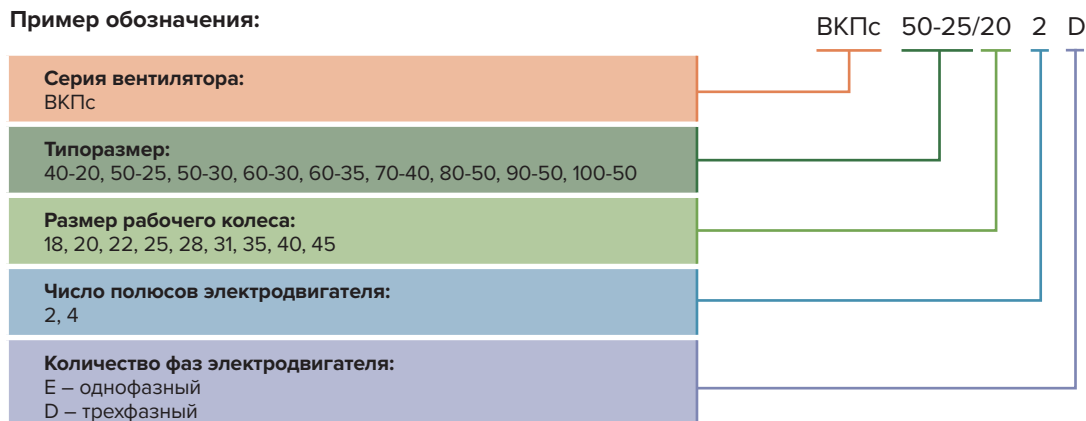 Пример обозначения:
ВКПс 50-25/20 2 D
Серия вентилятора:
ВКПс
Типоразмер:
40-20, 50-25, 50-30, 60-30, 60-35, 70-40, 80-50, 90-50, 100-50
Размер рабочего колеса:
18, 20, 22, 25, 28, 31, 35, 40, 45
Число полюсов электродвигателя:
2, 4
Количество фаз электродвигателя:
E – однофазный
D – трехфазный